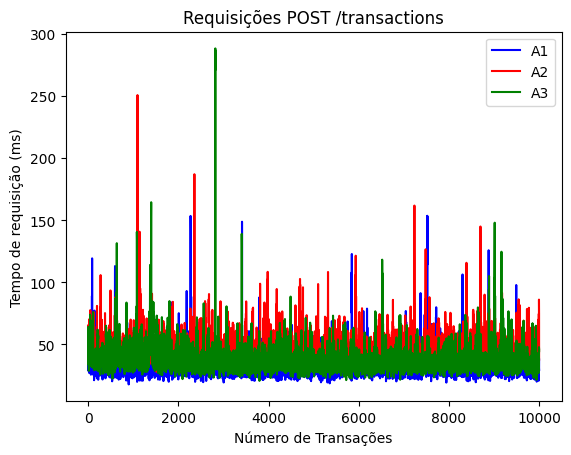 Requisições POST /transactions
A1
A2
A3
Tempo de requisição (ms)
300
250
200
150
100
50
0
2000
4000
6000
8000
10000
Número de Transações